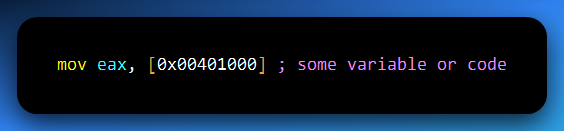 mov eax, [0x00401000] ; some variable or code